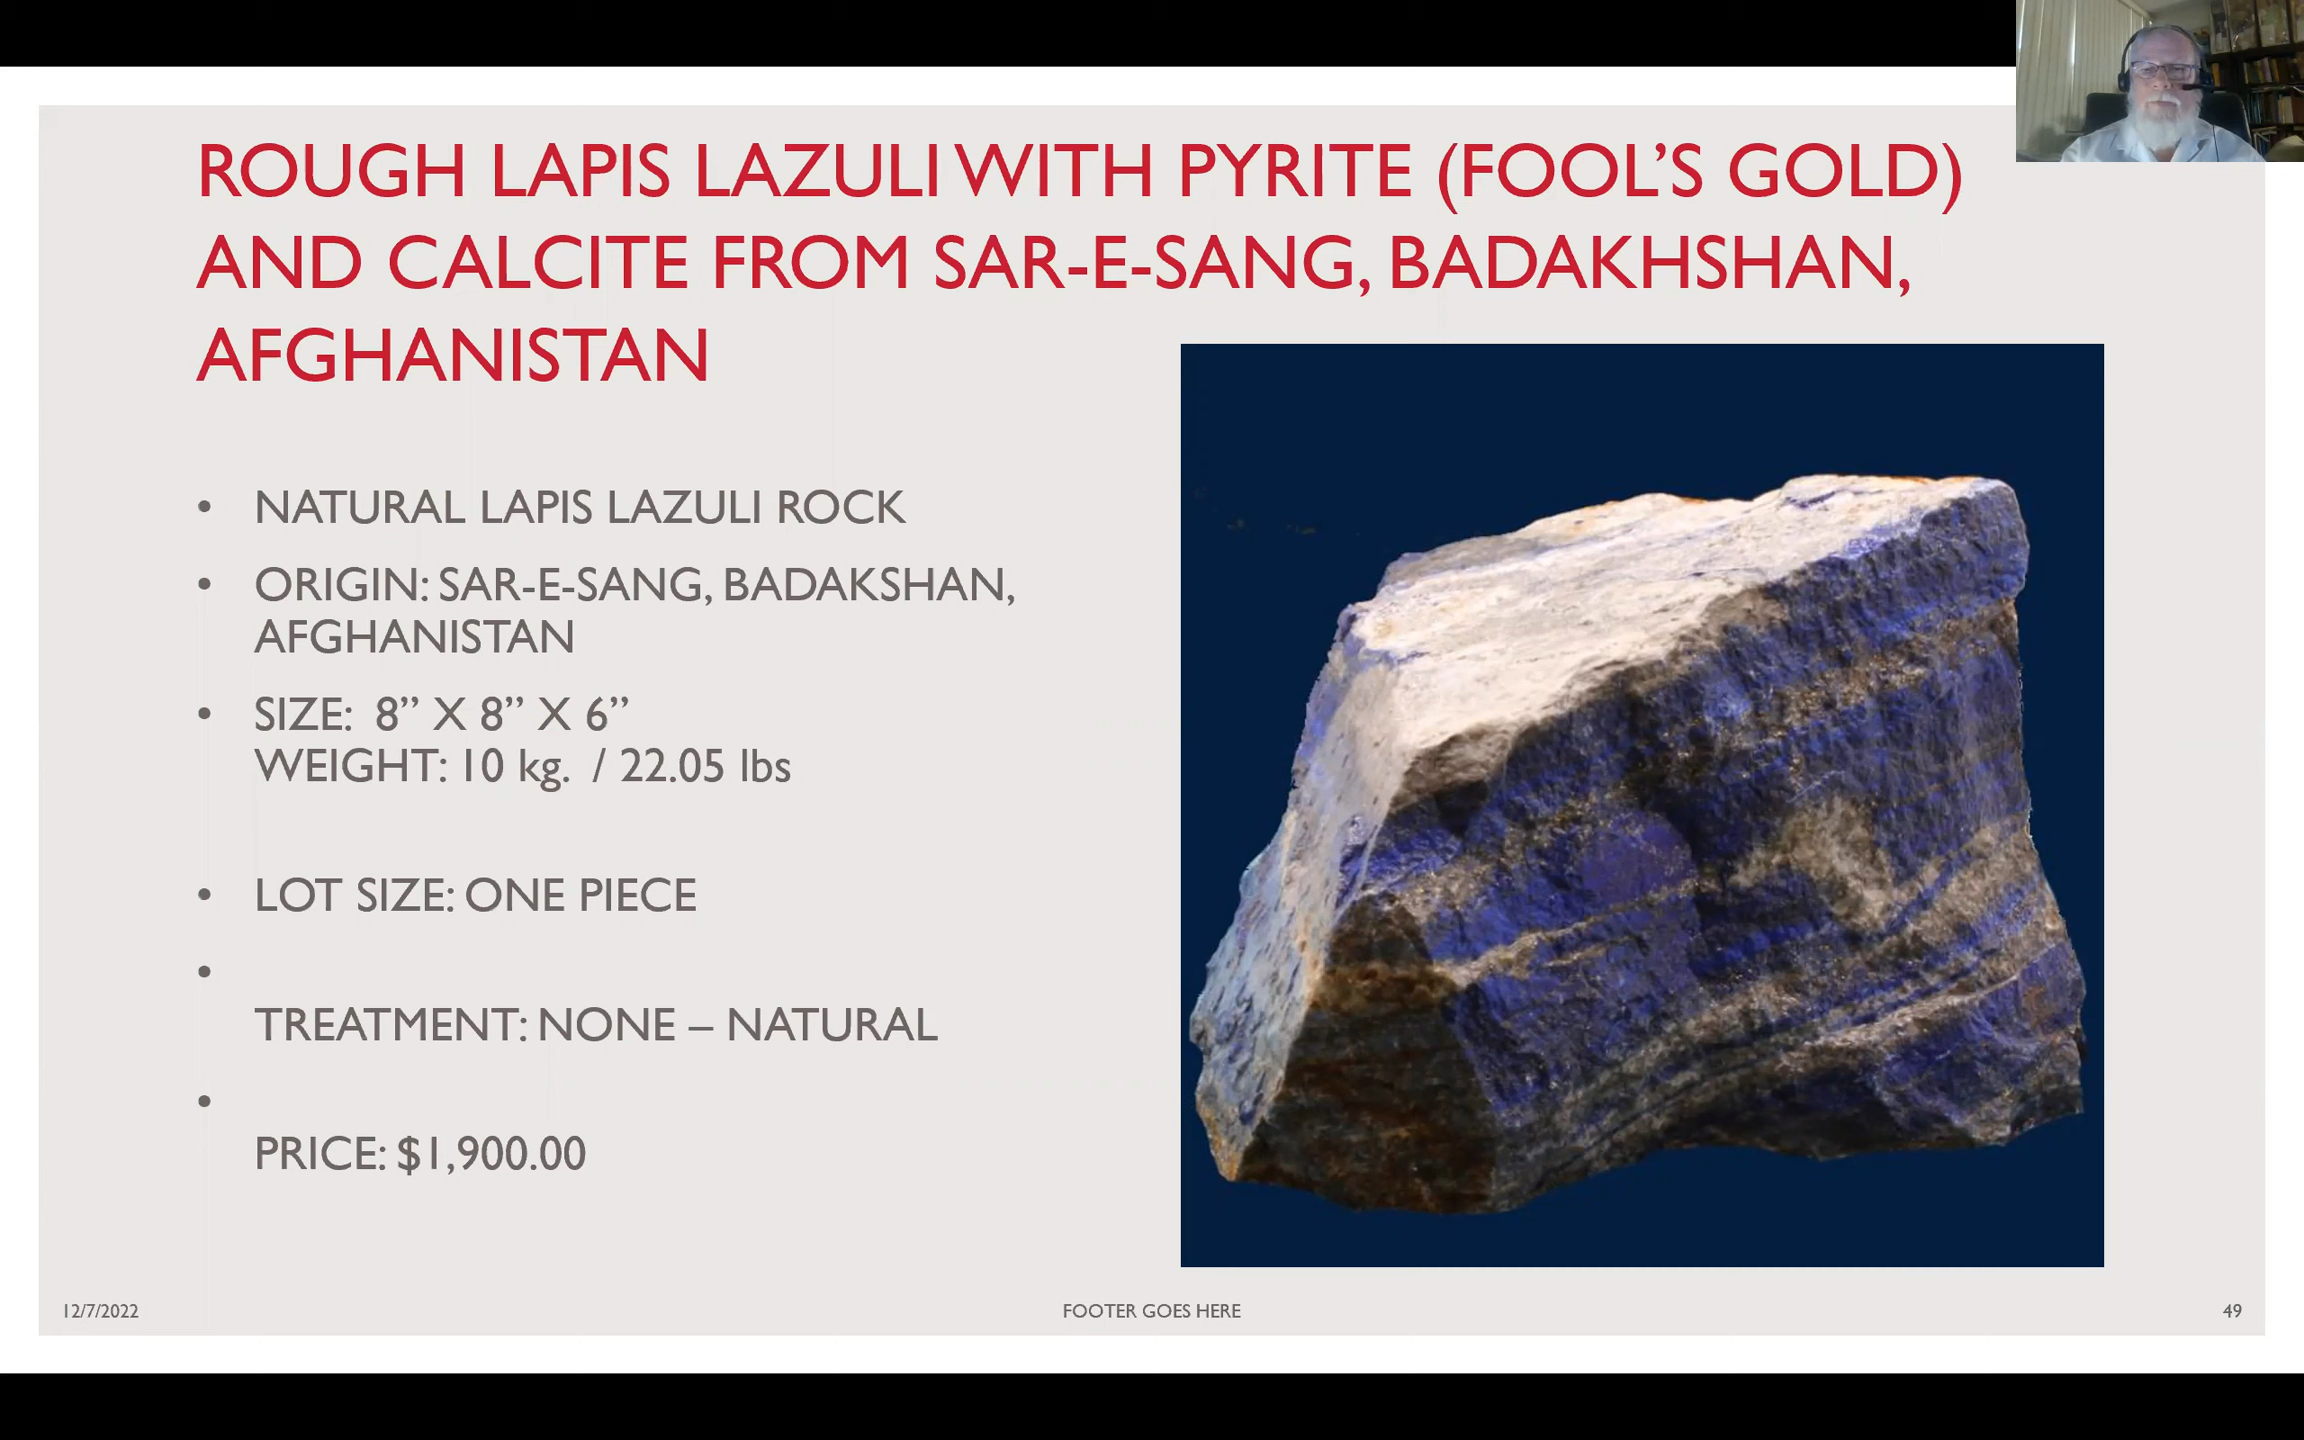 ROUGH LAPIS LAZULI WITH PYRITE (FOOL’S GOLD)
AND CALCITE FROM SAR-E-SANG, BADAKHSHAN,
AFGHANISTAN
• NATURAL LAPIS LAZULI ROCK
• ORIGIN: SAR-E-SANG, BADAKSHAN,
AFGHANISTAN
• SIZE: 8” X 8” X 6”
WEIGHT: 10 kg. / 22.05 lbs
• LOT SIZE: ONE PIECE
•
TREATMENT: NONE – NATURAL
•
PRICE: $1,900.00
12/7/2022
FOOTER GOES HERE
49